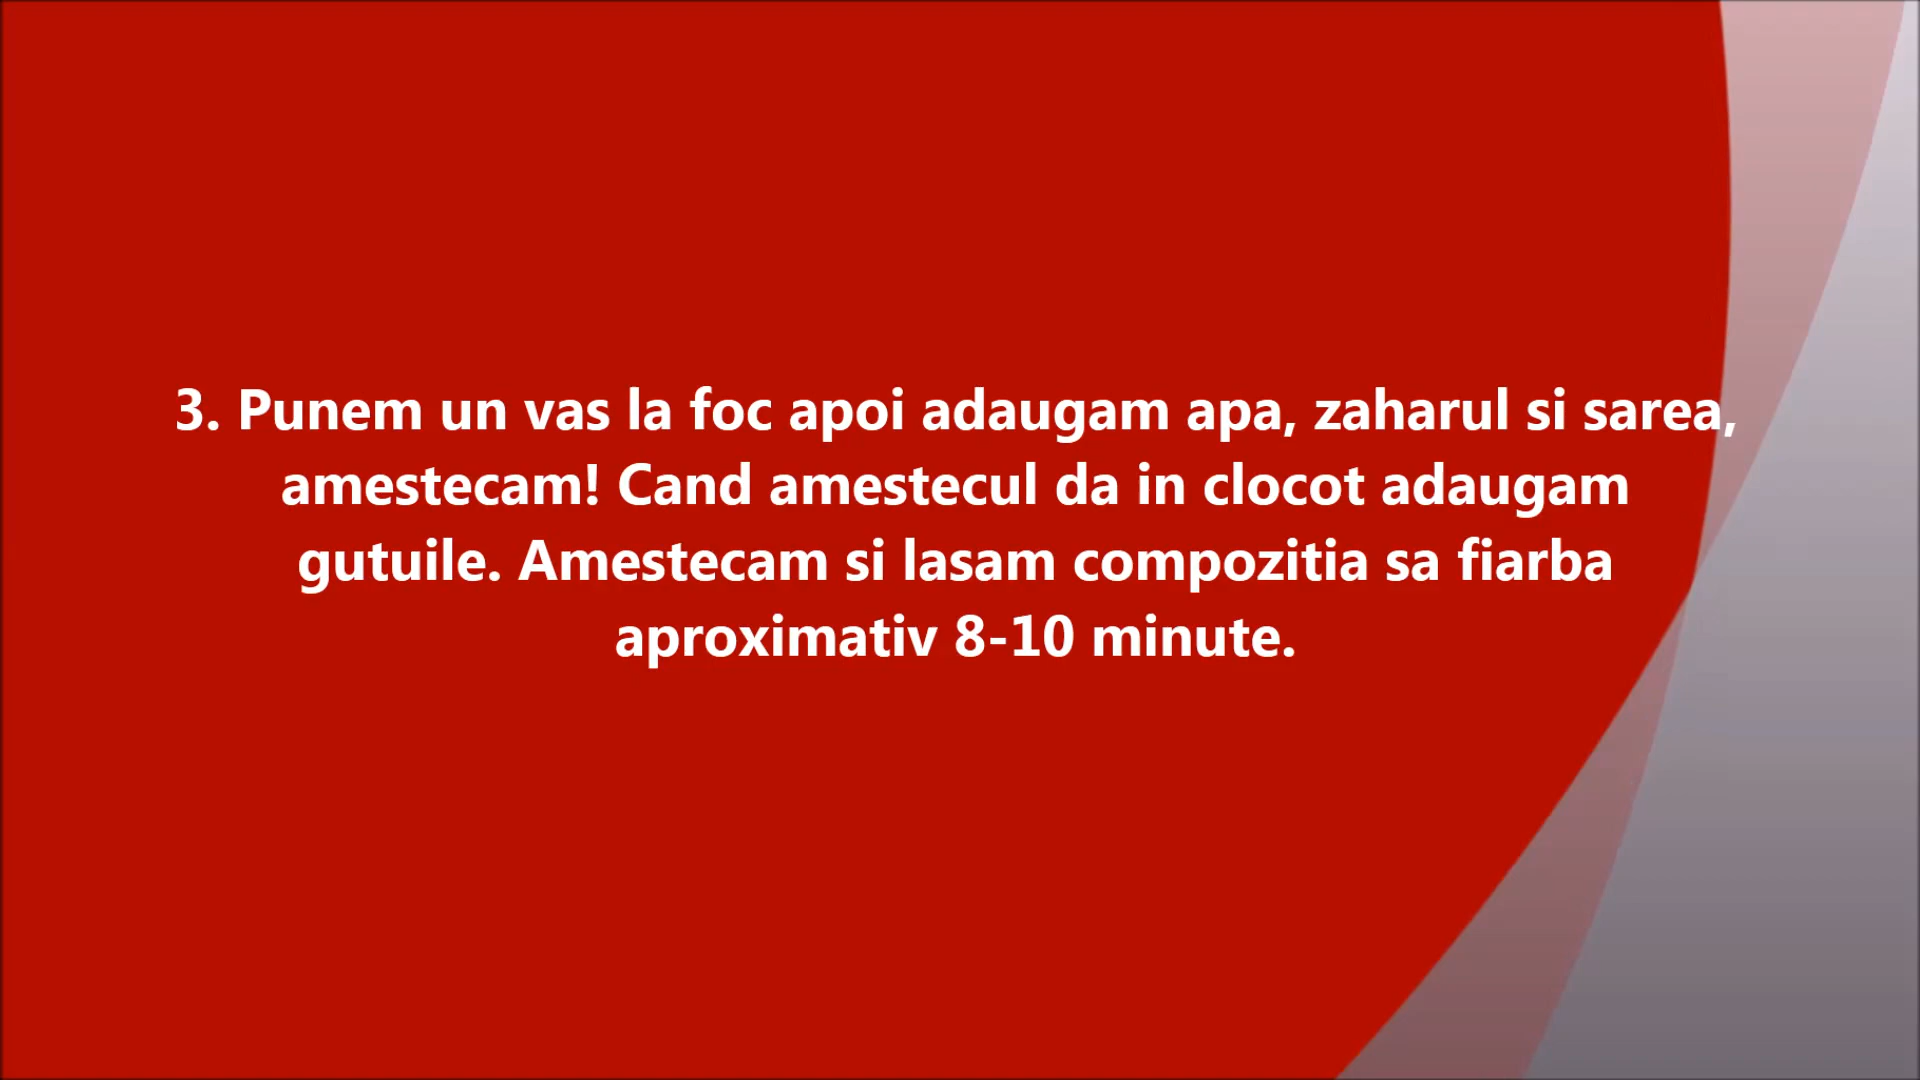 3. Punem un vas la foc apoi adaugam apa, zaharul si sarea,
amestecam! Cand amestecul da in clocot adaugam
gutuile. Amestecam si lasam compozitia sa fiarba
aproximativ 8-10 minute.